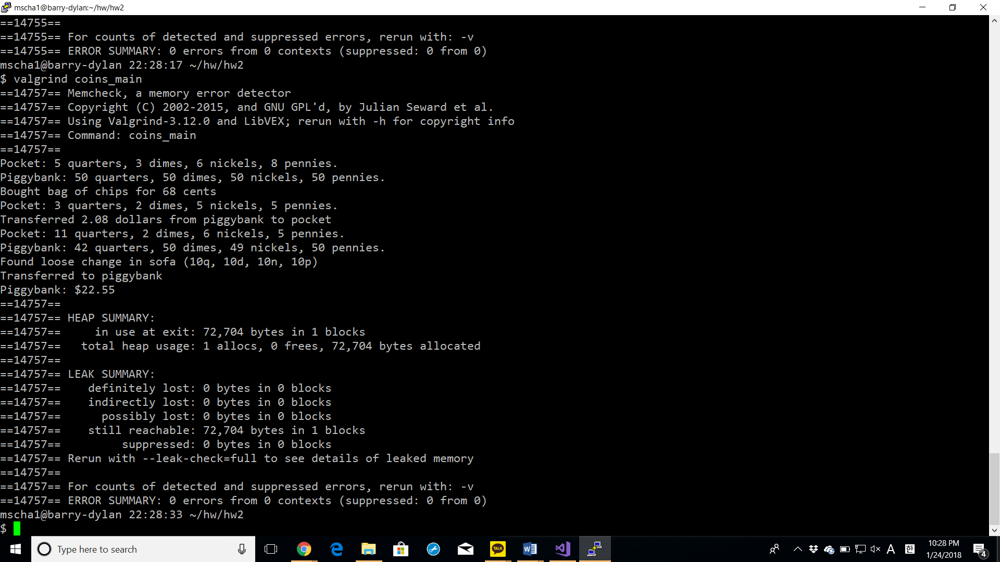 mscha1@barry-dylan:~/hw/hw2
==14755==
==14755== For counts of detected and suppressed errors, rerun with: -v
==14755== ERROR SUMMARY: 0 errors from 0 contexts (suppressed: 0 from 0)
mscha1@barry-dylan 22:28:17 ~/hw/hw2
$ valgrind coins_main
==14757== Memcheck, a memory error detector
==14757== Copyright (C) 2002-2015, and GNU GPL'd, by Julian Seward et al.
==14757== Using Valgrind-3.12.0 and LibVEX; rerun with -h for copyright info
==14757== Command: coins_main
==14757==
Pocket: 5 quarters, 3 dimes, 6 nickels, 8 pennies.
Piggybank: 50 quarters, 50 dimes, 50 nickels, 50 pennies.
Bought bag of chips for 68 cents
Pocket: 3 quarters, 2 dimes, 5 nickels, 5 pennies.
Transferred 2.08 dollars from piggybank to pocket
Pocket: 11 quarters, 2 dimes, 6 nickels, 5 pennies.
Piggybank: 42 quarters, 50 dimes, 49 nickels, 50 pennies.
Found loose change in sofa (10q, 10d, 10n, 10p)
Transferred to piggybank
Piggybank: $22.55
==14757==
==14757== HEAP SUMMARY:
==14757==     in use at exit: 72,704 bytes in 1 blocks
==14757==   total heap usage: 1 allocs, 0 frees, 72,704 bytes allocated
==14757==
==14757== LEAK SUMMARY:
==14757==    definitely lost: 0 bytes in 0 blocks
==14757==    indirectly lost: 0 bytes in 0 blocks
==14757==      possibly lost: 0 bytes in 0 blocks
==14757==    still reachable: 72,704 bytes in 1 blocks
==14757==         suppressed: 0 bytes in 0 blocks
==14757== Rerun with --leak-check=full to see details of leaked memory
==14757==
==14757== For counts of detected and suppressed errors, rerun with: -v
==14757== ERROR SUMMARY: 0 errors from 0 contexts (suppressed: 0 from 0)
mscha1@barry-dylan 22:28:33 ~/hw/hw2
$
Type here to search
TALK
A 한
10:28 PM
1/24/2018
4